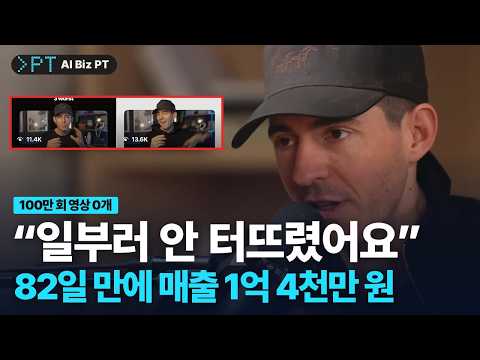 >PT AI Biz PT
3 worst
11.4K
13.6K
100만 회 영상 0개
“일부러 안 터뜨렸어요”
82일 만에 매출 1억 4천만 원